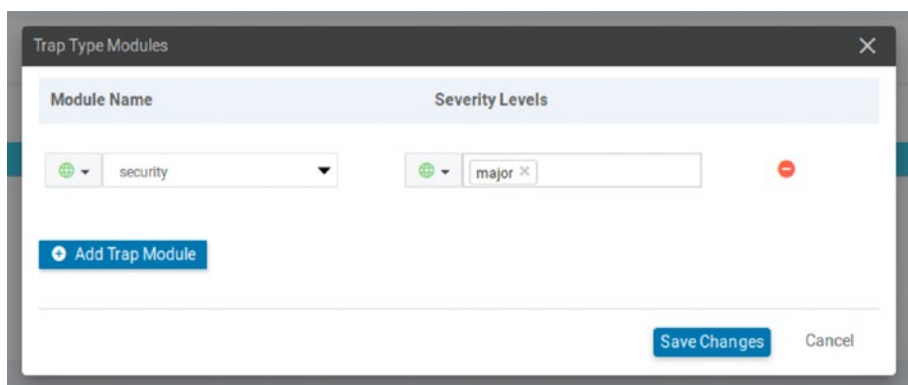 Trap Type Modules
Module Name Severity Levels
security major
Add Trap Module
Save Changes Cancel